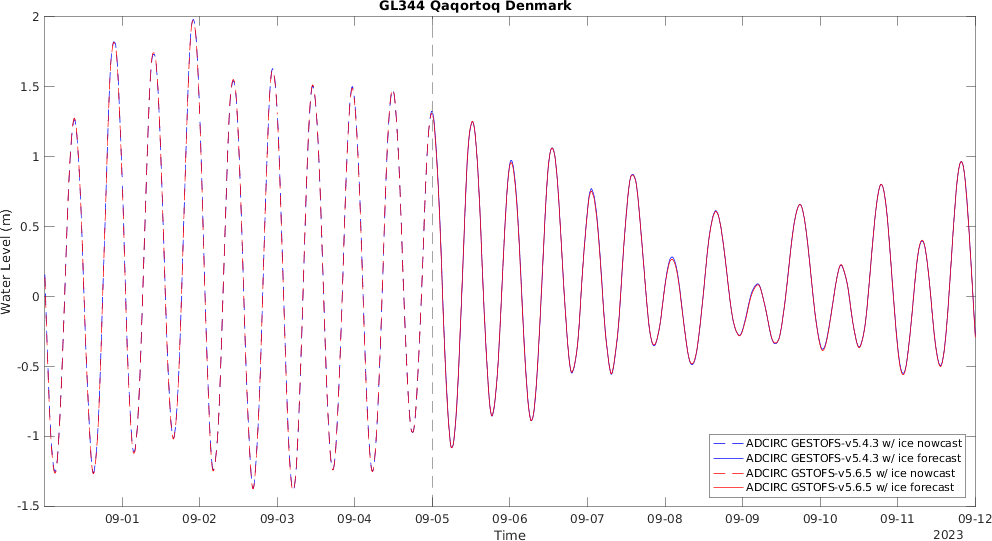 GL344 Qaqortoq Denmark
2
1.5
1
0.5
0
-0.5
-1
-1.5
Water Level (m)
ADCIRC GESTOFS-v5.4.3 w/ ice nowcast
ADCIRC GESTOFS-v5.4.3 w/ ice forecast
ADCIRC GSTOFS-v5.6.5 w/ ice nowcast
ADCIRC GSTOFS-v5.6.5 w/ ice forecast
09-01 09-02 09-03 09-04 09-05 09-06 09-07 09-08 09-09 09-10 09-11 09-12
Time
2023